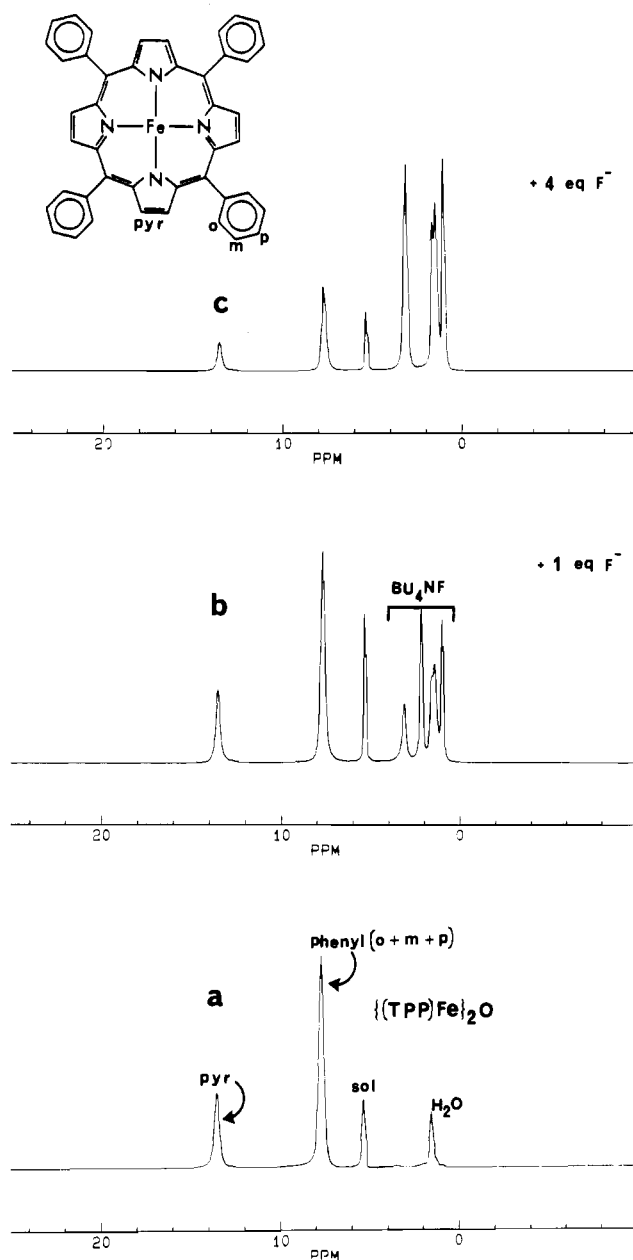 N
N Fe N
N
pyr o m p
+ 4 eq F⁻
c
20 10 0
PPM
+ 1 eq F⁻
BU₄NF
b
20 10 0
PPM
phenyl (o + m + p)
a
{(TPP)Fe}₂O
pyr
sol
H₂O
20 10 0
PPM